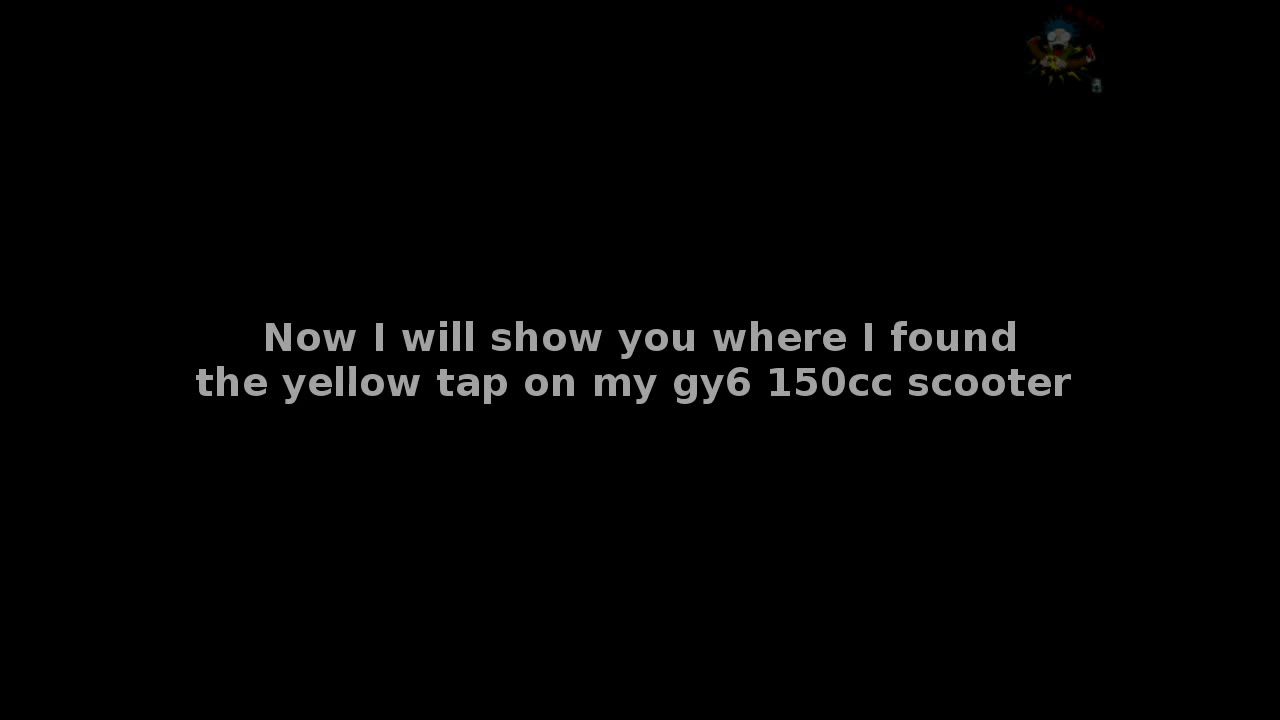 Now I will show you where I found
the yellow tap on my gy6 150cc scooter